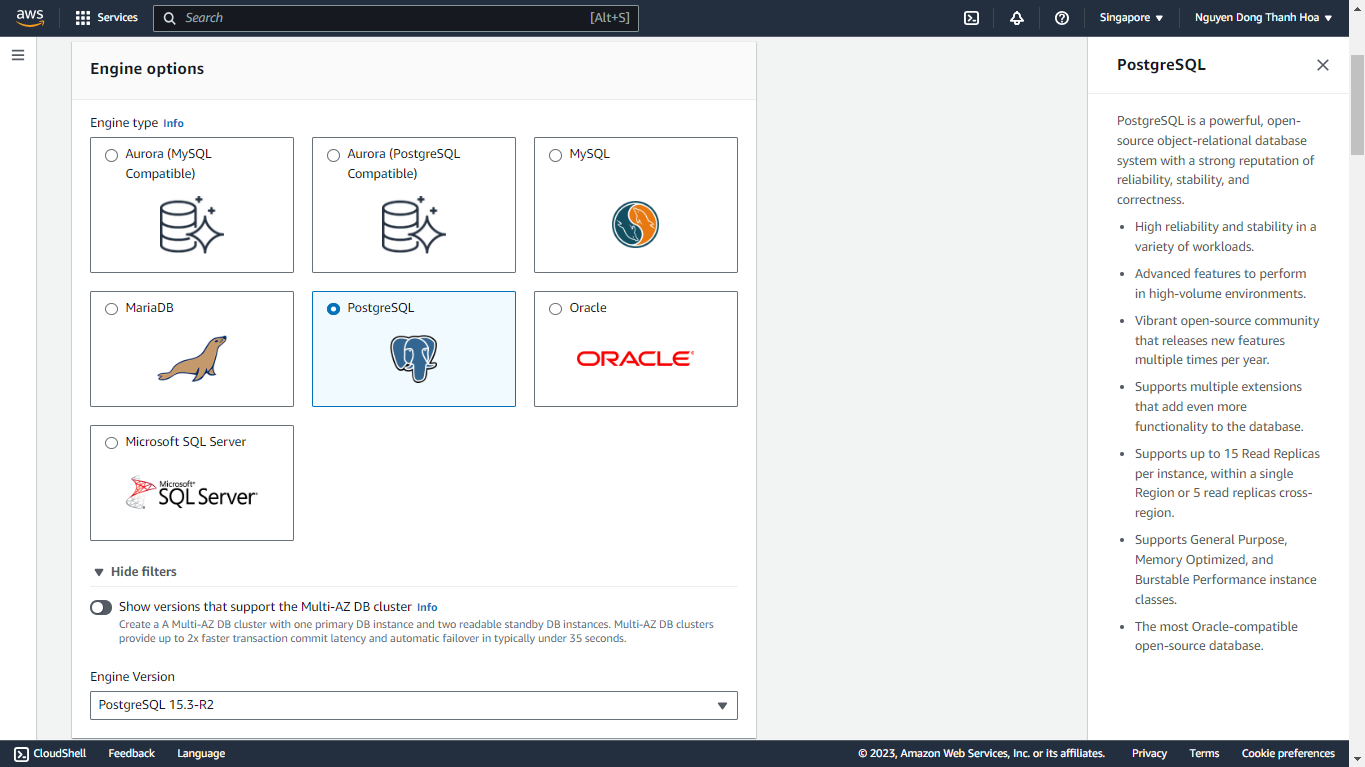 aws
Services
Search
[Alt+S]
Singapore
Nguyen Dong Thanh Hoa
Engine options
Engine type Info
Aurora (MySQL
Compatible)
Aurora (PostgreSQL
Compatible)
MySQL
MariaDB
PostgreSQL
Oracle
ORACLE
Microsoft SQL Server
Microsoft
SQL Server
Hide filters
Show versions that support the Multi-AZ DB cluster Info
Create a A Multi-AZ DB cluster with one primary DB instance and two readable standby DB instances. Multi-AZ DB clusters
provide up to 2x faster transaction commit latency and automatic failover in typically under 35 seconds.
Engine Version
PostgreSQL 15.3-R2
PostgreSQL
PostgreSQL is a powerful, open-
source object-relational database
system with a strong reputation of
reliability, stability, and
correctness.
• High reliability and stability in a
variety of workloads.
• Advanced features to perform
in high-volume environments.
• Vibrant open-source community
that releases new features
multiple times per year.
• Supports multiple extensions
that add even more
functionality to the database.
• Supports up to 15 Read Replicas
per instance, within a single
Region or 5 read replicas cross-
region.
• Supports General Purpose,
Memory Optimized, and
Burstable Performance instance
classes.
• The most Oracle-compatible
open-source database.
CloudShell
Feedback
Language
© 2023, Amazon Web Services, Inc. or its affiliates.
Privacy
Terms
Cookie preferences